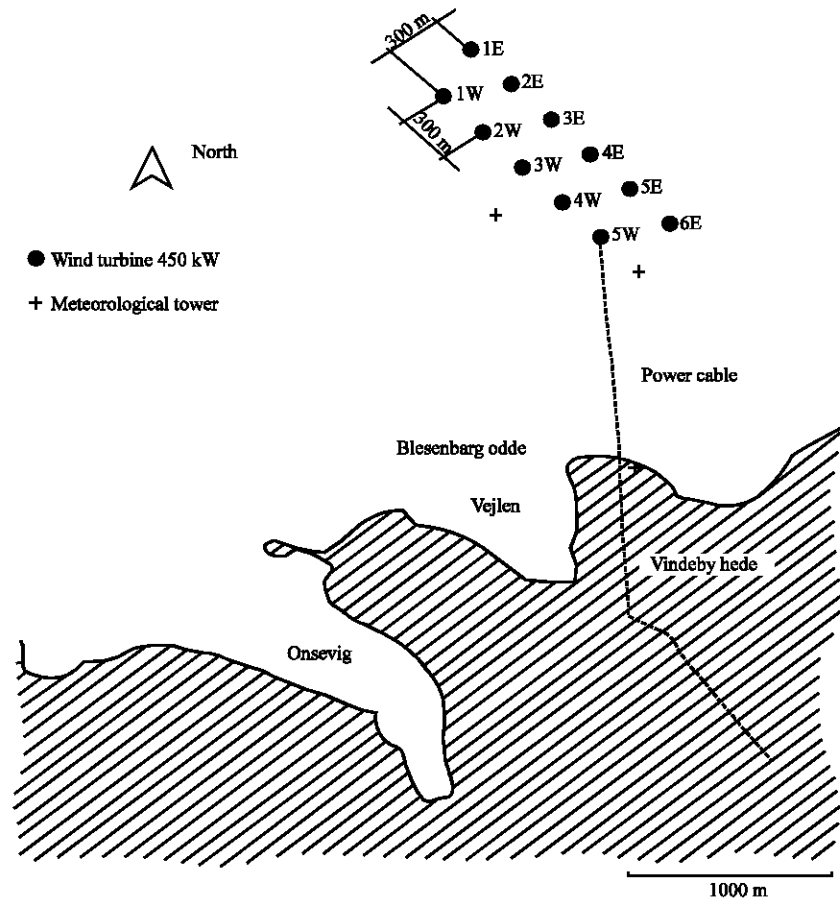 300 m
1E
2E
1W
3E
300 m
2W
North
4E
3W
5E
4W
6E
5W
Wind turbine 450 kW
Meteorological tower
Power cable
Blesenbarg odde
Vejlen
Vindeby hede
Onsevig
1000 m